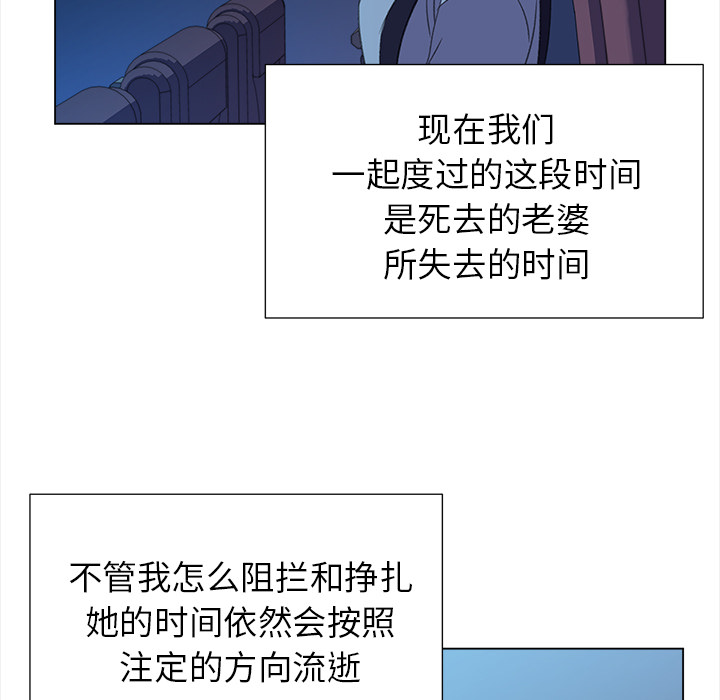 现在我们
一起度过的这段时间
是死去的老婆
所失去的时间
不管我怎么阻拦和挣扎
她的时间依然会按照
注定的方向流逝